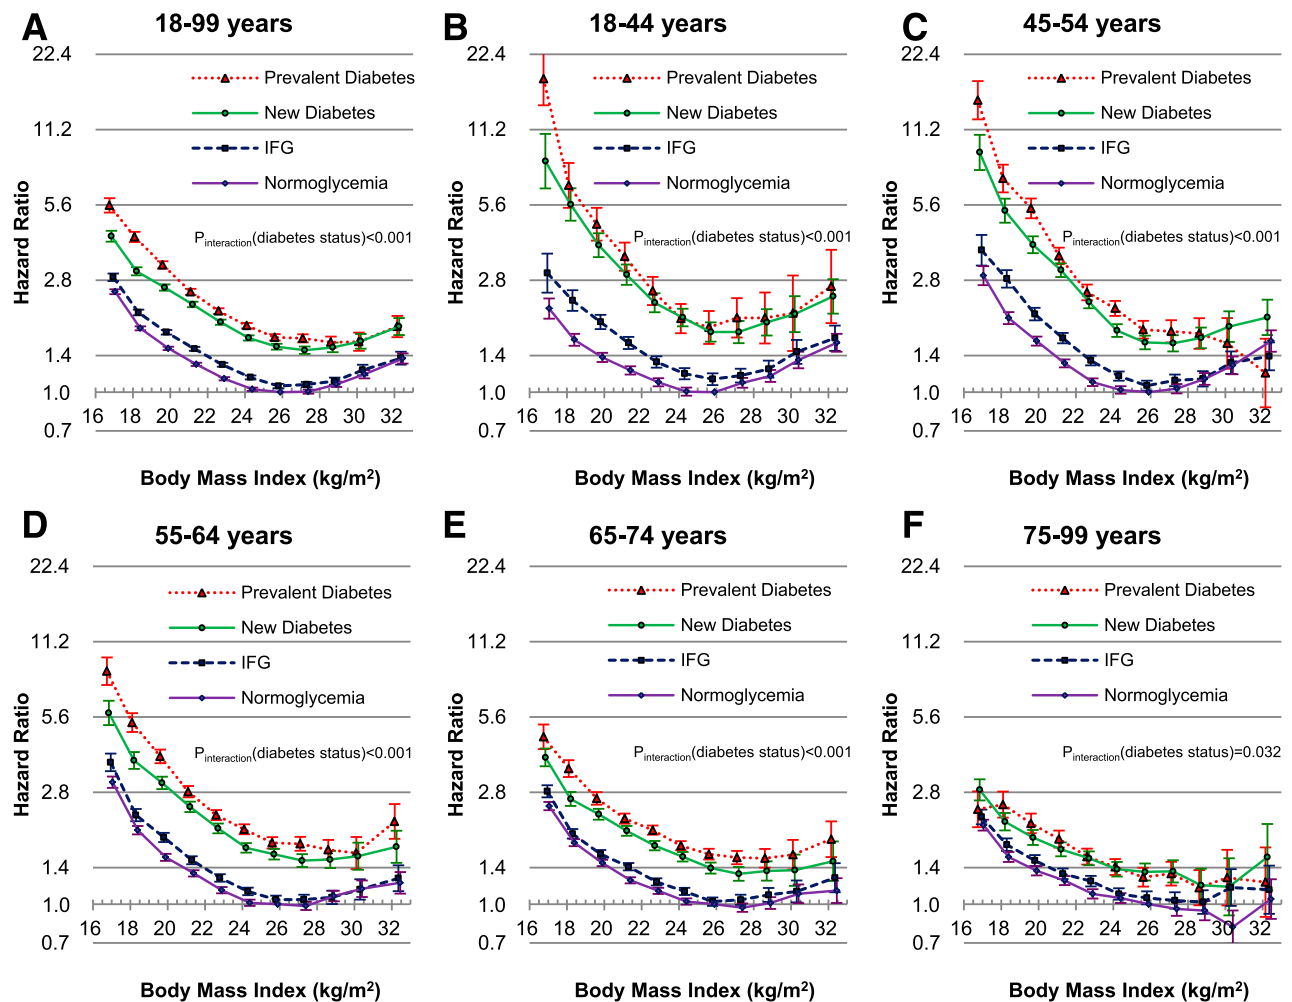 A
18-99 years
22.4
11.2
5.6
2.8
1.4
1.0
0.7
Hazard Ratio
Prevalent Diabetes
New Diabetes
IFG
Normoglycemia
Pinteraction(diabetes status)<0.001
16 18 20 22 24 26 28 30 32
Body Mass Index (kg/m2)
B
18-44 years
22.4
11.2
5.6
2.8
1.4
1.0
0.7
Hazard Ratio
Prevalent Diabetes
New Diabetes
IFG
Normoglycemia
Pinteraction(diabetes status)<0.001
16 18 20 22 24 26 28 30 32
Body Mass Index (kg/m2)
C
45-54 years
22.4
11.2
5.6
2.8
1.4
1.0
0.7
Hazard Ratio
Prevalent Diabetes
New Diabetes
IFG
Normoglycemia
Pinteraction(diabetes status)<0.001
16 18 20 22 24 26 28 30 32
Body Mass Index (kg/m2)
D
55-64 years
22.4
11.2
5.6
2.8
1.4
1.0
0.7
Hazard Ratio
Prevalent Diabetes
New Diabetes
IFG
Normoglycemia
Pinteraction(diabetes status)<0.001
16 18 20 22 24 26 28 30 32
Body Mass Index (kg/m2)
E
65-74 years
22.4
11.2
5.6
2.8
1.4
1.0
0.7
Hazard Ratio
Prevalent Diabetes
New Diabetes
IFG
Normoglycemia
Pinteraction(diabetes status)<0.001
16 18 20 22 24 26 28 30 32
Body Mass Index (kg/m2)
F
75-99 years
22.4
11.2
5.6
2.8
1.4
1.0
0.7
Hazard Ratio
Prevalent Diabetes
New Diabetes
IFG
Normoglycemia
Pinteraction(diabetes status)=0.032
16 18 20 22 24 26 28 30 32
Body Mass Index (kg/m2)